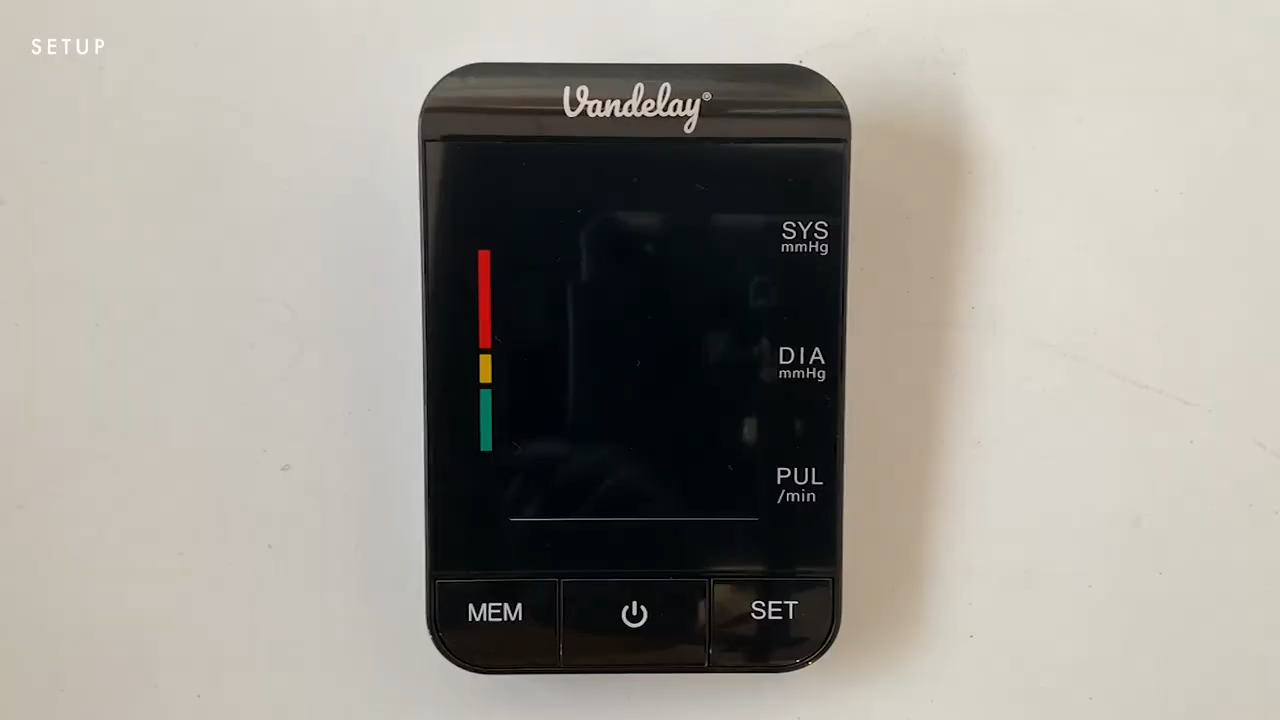 SETUP
Vandelay®
SYS
mmHg
DIA
mmHg
PUL
/min
MEM
SET